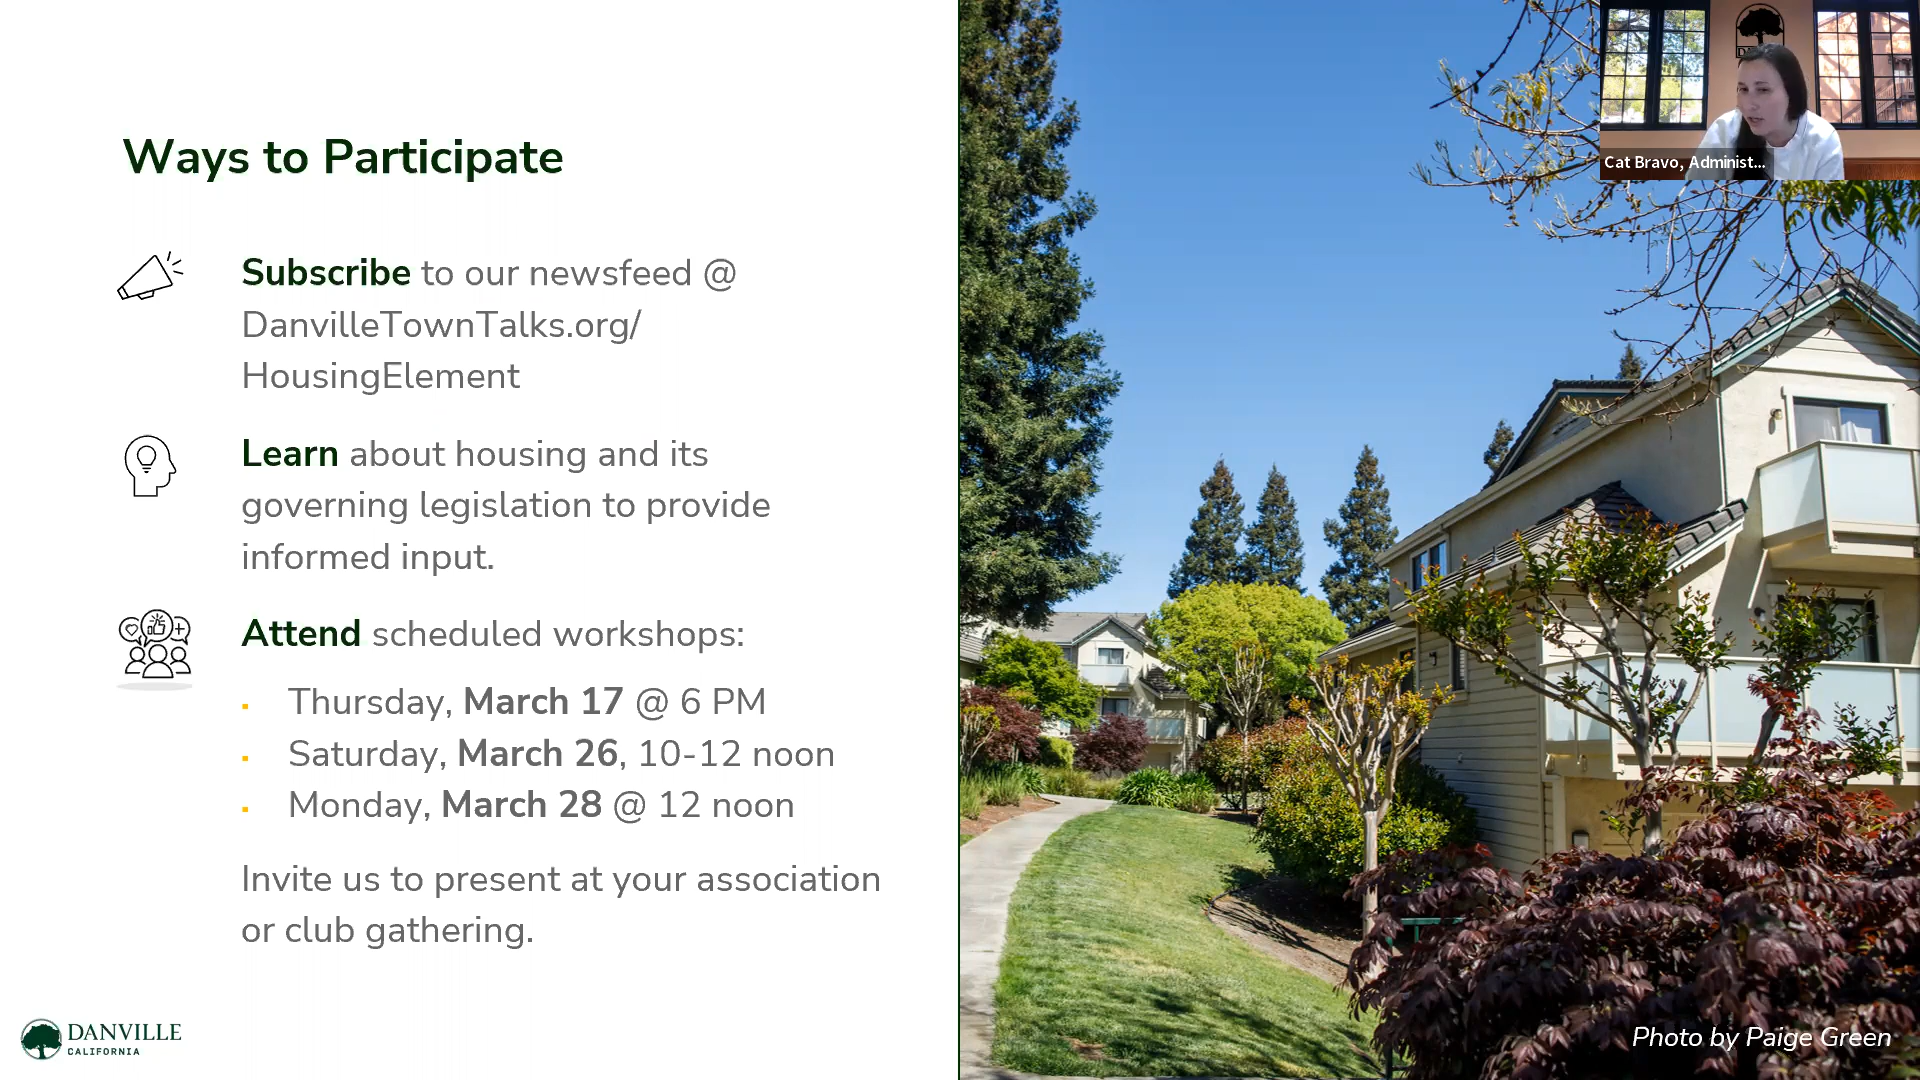 Ways to Participate
Subscribe to our newsfeed @
DanvilleTownTalks.org/
HousingElement
Learn about housing and its
governing legislation to provide
informed input.
Attend scheduled workshops:
Thursday, March 17 @ 6 PM
Saturday, March 26, 10-12 noon
Monday, March 28 @ 12 noon
Invite us to present at your association
or club gathering.
DANVILLE
CALIFORNIA
Cat Bravo, Administ...
Photo by Paige Green